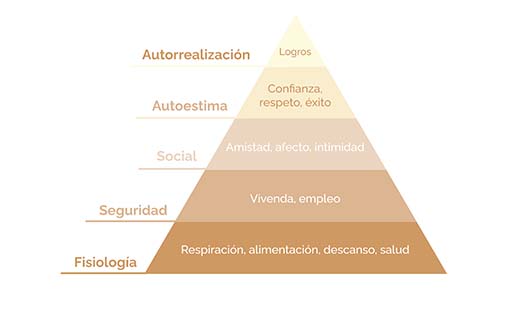 Autorrealización
Logros
Autoestima
Confianza,
respeto, éxito
Social
Amistad, afecto, intimidad
Seguridad
Vivenda, empleo
Fisiología
Respiración, alimentación, descanso, salud